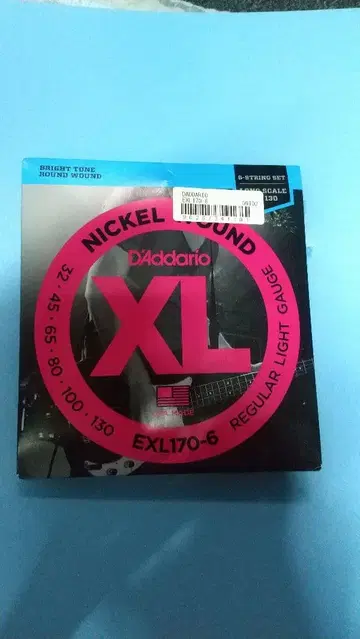 BRIGHT TONE
ROUND WOUND
6-STRING SET
LONG SCALE
130
DADDARIO
EXL170-6
NICKEL WOUND
D'Addario
XL
32 • 45 • 65 • 80 • 100 • 130
EXL170-6
REGULAR LIGHT GAUGE